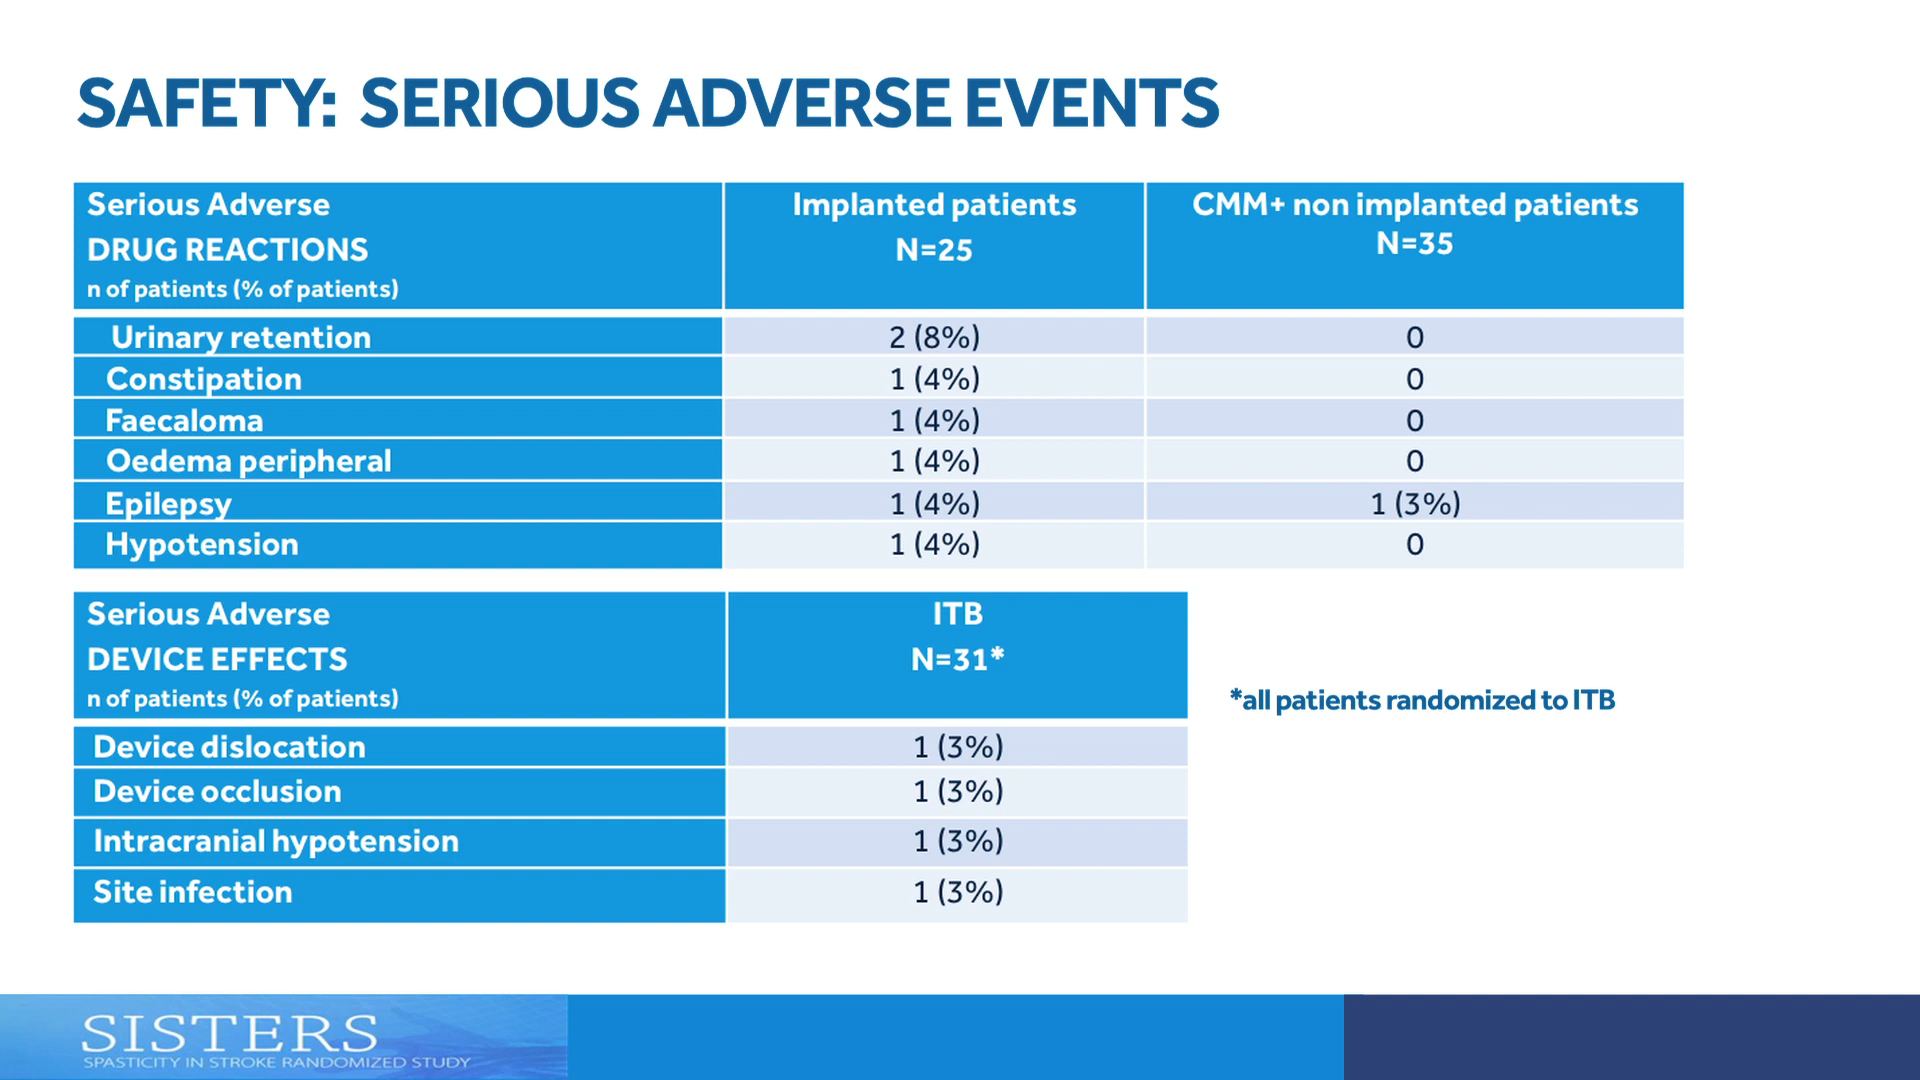 SAFETY: SERIOUS ADVERSE EVENTS
Serious Adverse
DRUG REACTIONS
n of patients (% of patients)
Implanted patients
N=25
CMM+ non implanted patients
N=35
Urinary retention 2 (8%) 0
Constipation 1 (4%) 0
Faecaloma 1 (4%) 0
Oedema peripheral 1 (4%) 0
Epilepsy 1 (4%) 1 (3%)
Hypotension 1 (4%) 0
Serious Adverse
DEVICE EFFECTS
n of patients (% of patients)
ITB
N=31*
*all patients randomized to ITB
Device dislocation 1 (3%)
Device occlusion 1 (3%)
Intracranial hypotension 1 (3%)
Site infection 1 (3%)
SISTERS
SPASTICITY IN STROKE RANDOMIZED STUDY